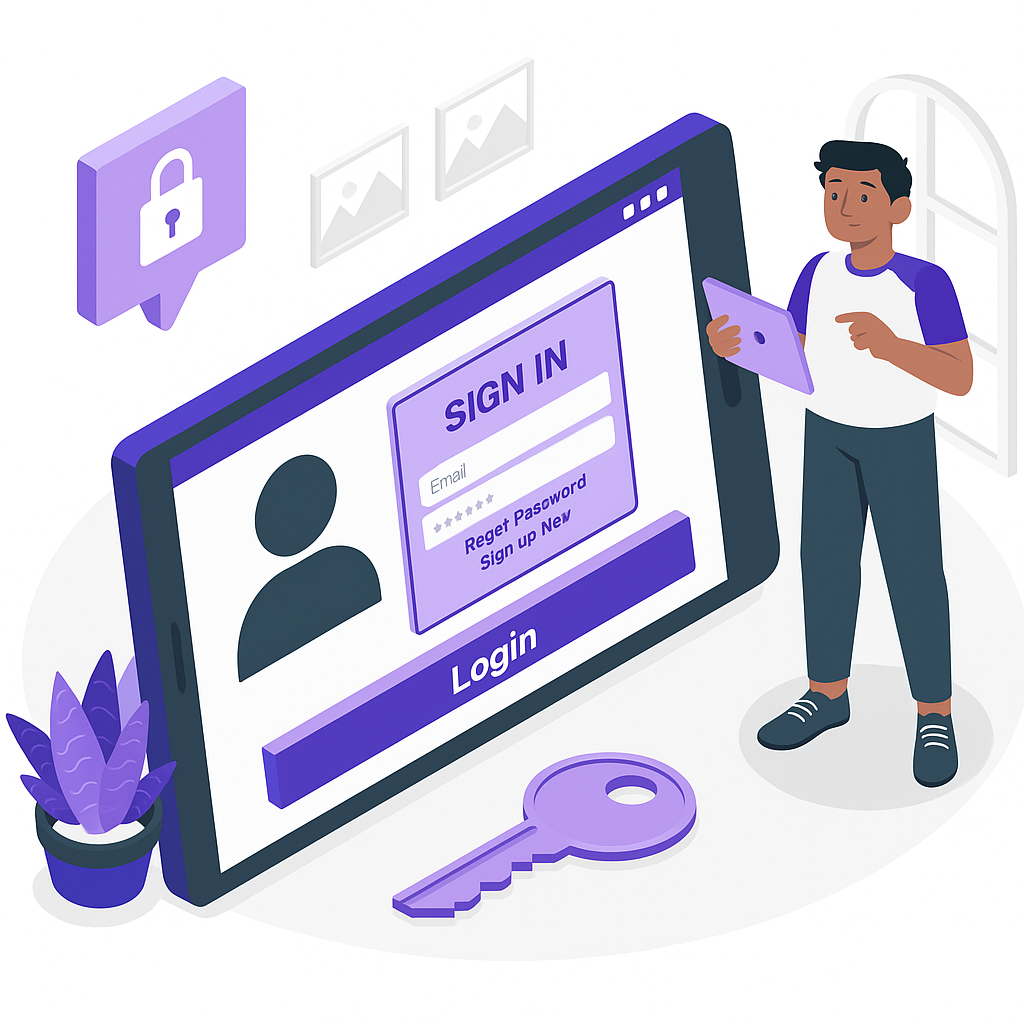 SIGN IN
Email
******
Reget Pasoword
Sign up New
Login